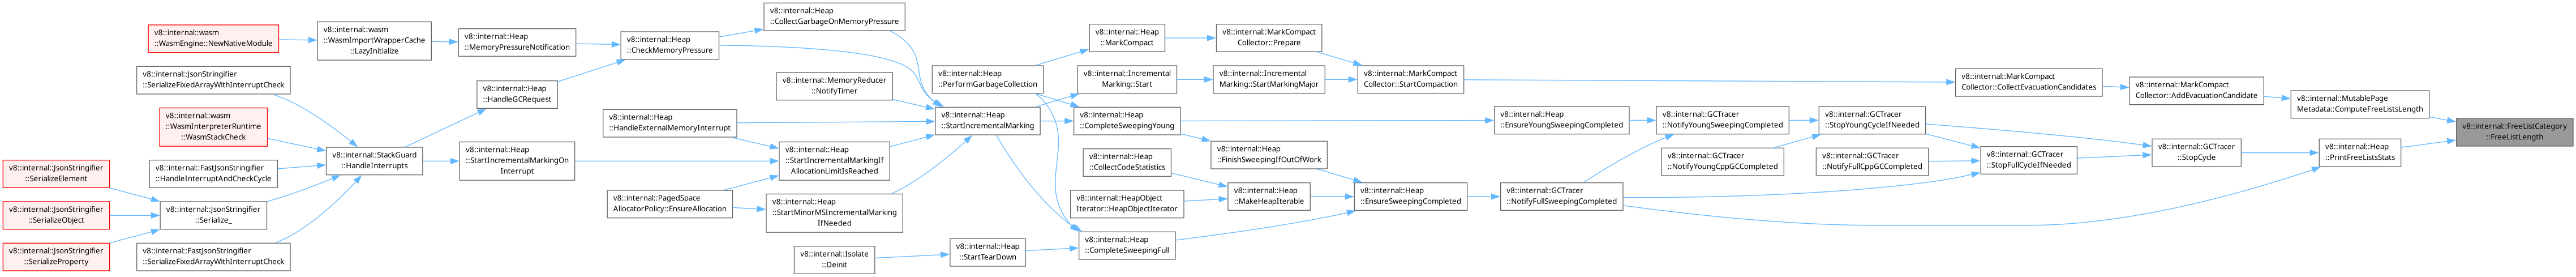 v8::internal::wasm
::WasmEngine::NewNativeModule
v8::internal::wasm
::WasmImportWrapperCache
::LazyInitialize
v8::internal::Heap
::MemoryPressureNotification
v8::internal::Heap
::CheckMemoryPressure
v8::internal::Heap
::CollectGarbageOnMemoryPressure
v8::internal::Heap
::MarkCompact
v8::internal::MarkCompact
Collector::Prepare
v8::internal::JsonStringifier
::SerializeFixedArrayWithInterruptCheck
v8::internal::Heap
::HandleGCRequest
v8::internal::MemoryReducer
::NotifyTimer
v8::internal::Heap
::PerformGarbageCollection
v8::internal::Incremental
Marking::Start
v8::internal::Incremental
Marking::StartMarkingMajor
v8::internal::MarkCompact
Collector::StartCompaction
v8::internal::MarkCompact
Collector::CollectEvacuationCandidates
v8::internal::MarkCompact
Collector::AddEvacuationCandidate
v8::internal::MutablePage
Metadata::ComputeFreeListsLength
v8::internal::FreeListCategory
::FreeListLength
v8::internal::wasm
::WasmInterpreterRuntime
::WasmStackCheck
v8::internal::Heap
::HandleExternalMemoryInterrupt
v8::internal::Heap
::StartIncrementalMarking
v8::internal::Heap
::CompleteSweepingYoung
v8::internal::Heap
::EnsureYoungSweepingCompleted
v8::internal::GCTracer
::NotifyYoungSweepingCompleted
v8::internal::GCTracer
::StopYoungCycleIfNeeded
v8::internal::JsonStringifier
::SerializeElement
v8::internal::FastJsonStringifier
::HandleInterruptAndCheckCycle
v8::internal::StackGuard
::HandleInterrupts
v8::internal::Heap
::StartIncrementalMarkingOn
Interrupt
v8::internal::Heap
::StartIncrementalMarkingIf
AllocationLimitIsReached
v8::internal::Heap
::CollectCodeStatistics
v8::internal::Heap
::FinishSweepingIfOutOfWork
v8::internal::GCTracer
::NotifyYoungCppGCCompleted
v8::internal::GCTracer
::NotifyFullCppGCCompleted
v8::internal::GCTracer
::StopFullCycleIfNeeded
v8::internal::GCTracer
::StopCycle
v8::internal::Heap
::PrintFreeListsStats
v8::internal::JsonStringifier
::SerializeObject
v8::internal::JsonStringifier
::Serialize_
v8::internal::PagedSpace
AllocatorPolicy::EnsureAllocation
v8::internal::Heap
::StartMinorMSIncrementalMarking
IfNeeded
v8::internal::HeapObject
Iterator::HeapObjectIterator
v8::internal::Heap
::MakeHeapIterable
v8::internal::Heap
::EnsureSweepingCompleted
v8::internal::GCTracer
::NotifyFullSweepingCompleted
v8::internal::JsonStringifier
::SerializeProperty
v8::internal::FastJsonStringifier
::SerializeFixedArrayWithInterruptCheck
v8::internal::Isolate
::Deinit
v8::internal::Heap
::StartTearDown
v8::internal::Heap
::CompleteSweepingFull